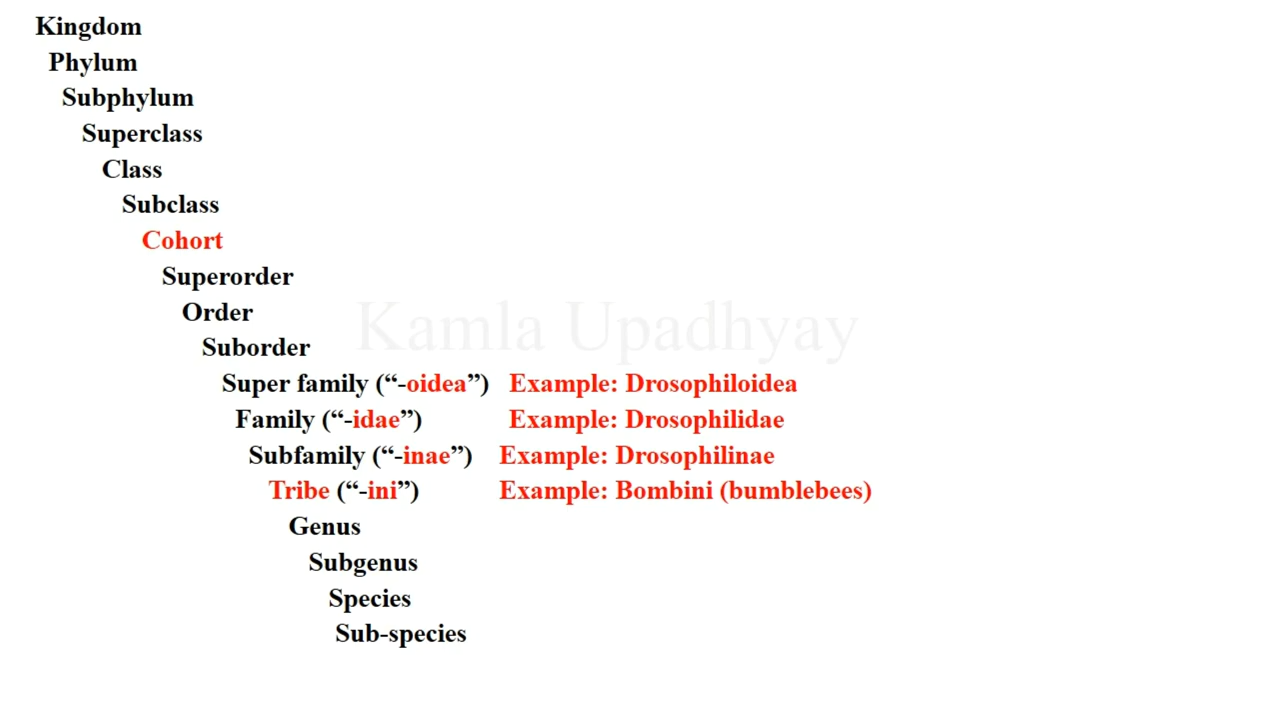 Kingdom
Phylum
Subphylum
Superclass
Class
Subclass
Cohort
Superorder
Order
Suborder
Kamla Upadhyay
Super family (“-oidea”) Example: Drosophiloidea
Family (“-idae”) Example: Drosophilidae
Subfamily (“-inae”) Example: Drosophilinae
Tribe (“-ini”) Example: Bombini (bumblebees)
Genus
Subgenus
Species
Sub-species